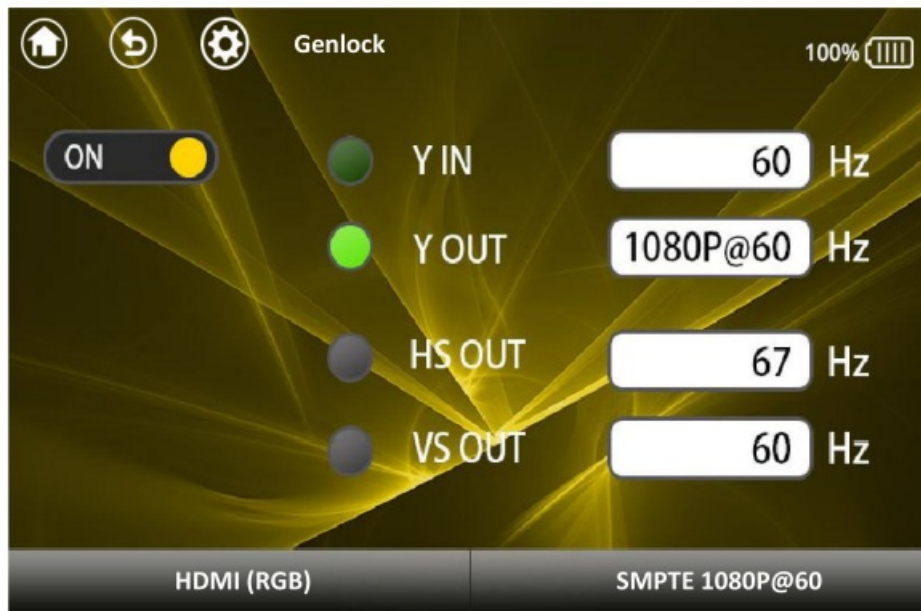 Genlock
100%
ON
Y IN 60 Hz
Y OUT 1080P@60 Hz
HS OUT 67 Hz
VS OUT 60 Hz
HDMI (RGB) SMPTE 1080P@60